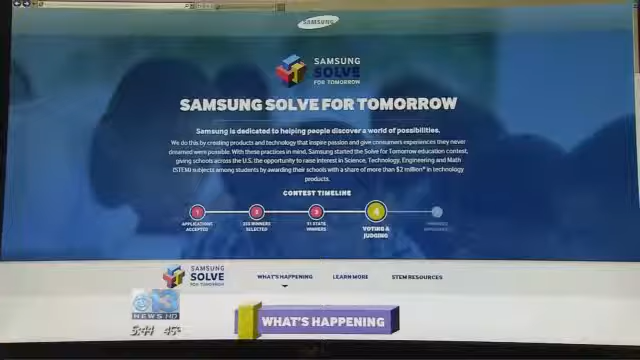 SAMSUNG
SAMSUNG
SOLVE
FOR TOMORROW
SAMSUNG SOLVE FOR TOMORROW
Samsung is dedicated to helping people discover a world of possibilities.
We do this by creating products and technology that inspire passion and give consumers experiences they never
dreamed were possible. With these practices in mind, Samsung started the Solve for Tomorrow education contest,
giving schools across the U.S. the opportunity to raise interest in Science, Technology, Engineering and Math
(STEM) subjects among students by awarding their schools with a share of more than $2 million* in technology
products.
CONTEST TIMELINE
1 2 3 4
APPLICATIONS
ACCEPTED
WINNERS
SELECTED
51 STATE
WINNERS
VOTING &
JUDGING
SAMSUNG
SOLVE
FOR TOMORROW
WHAT'S HAPPENING LEARN MORE STEM RESOURCES
13
NEWS HD
5:44 45°
WHAT'S HAPPENING